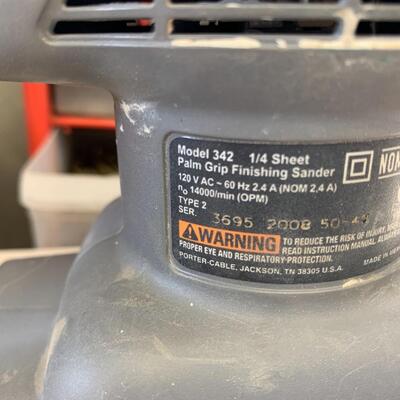 Model 342 1/4 Sheet
Palm Grip Finishing Sander
120 V AC ~ 60 Hz 2.4 A (NOM 2,4 A)
n₀ 14000/min (OPM)
TYPE 2
SER. 3695 2008 50-
WARNING TO REDUCE THE RISK OF INJURY,
READ INSTRUCTION MANUAL. ALWAYS
PROPER EYE AND RESPIRATORY PROTECTION.
PORTER-CABLE, JACKSON, TN 38305 U.S.A.
MADE IN
NOM